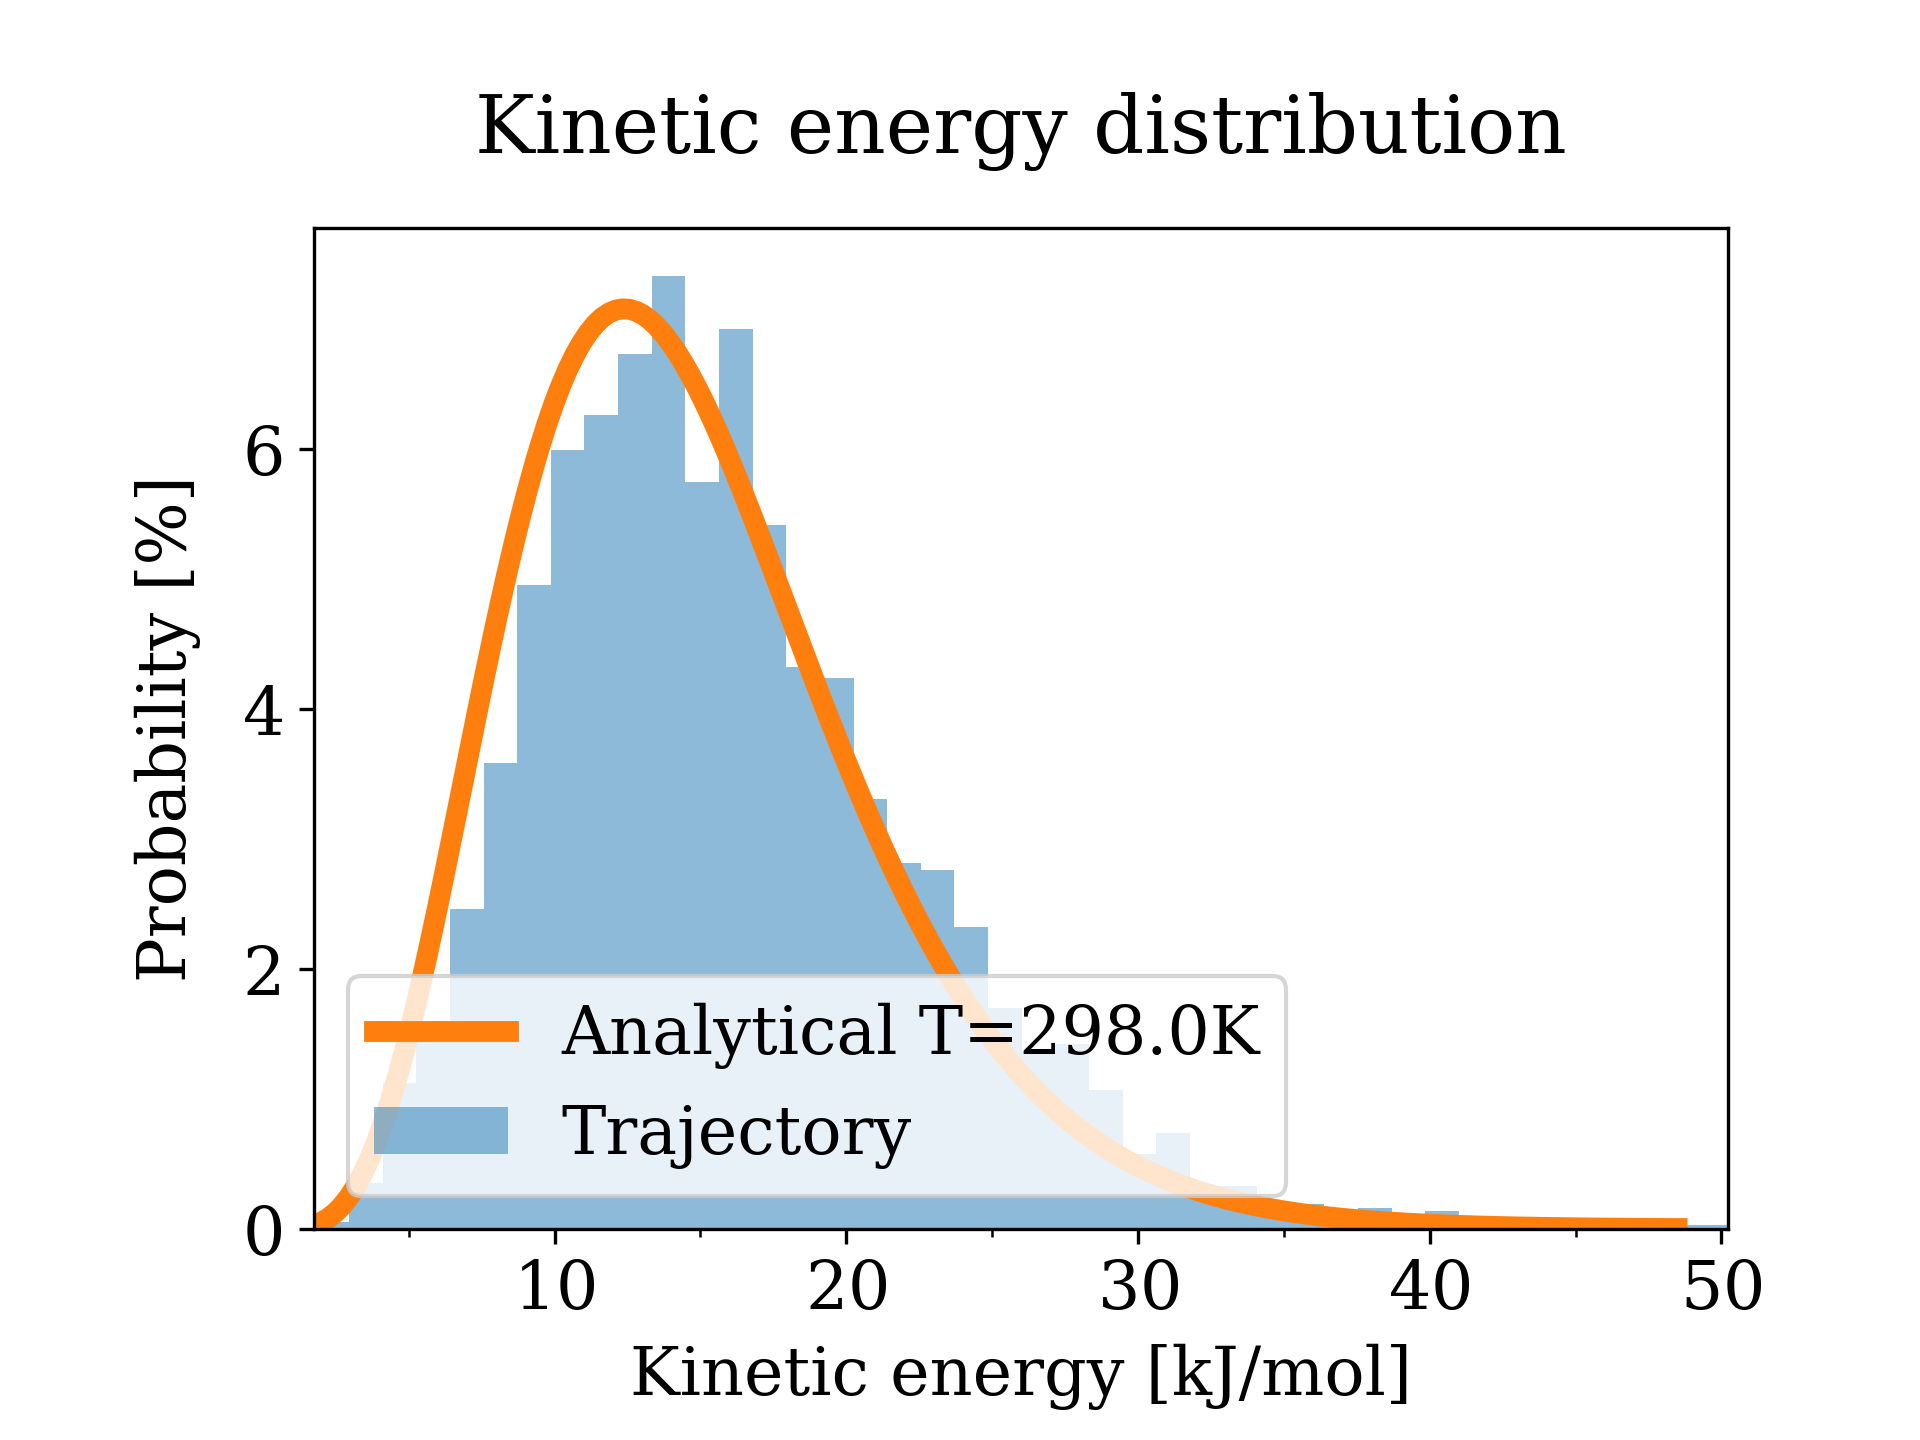 Kinetic energy distribution
Probability [%]
6
4
2
0
Analytical T=298.0K
Trajectory
10 20 30 40 50
Kinetic energy [kJ/mol]